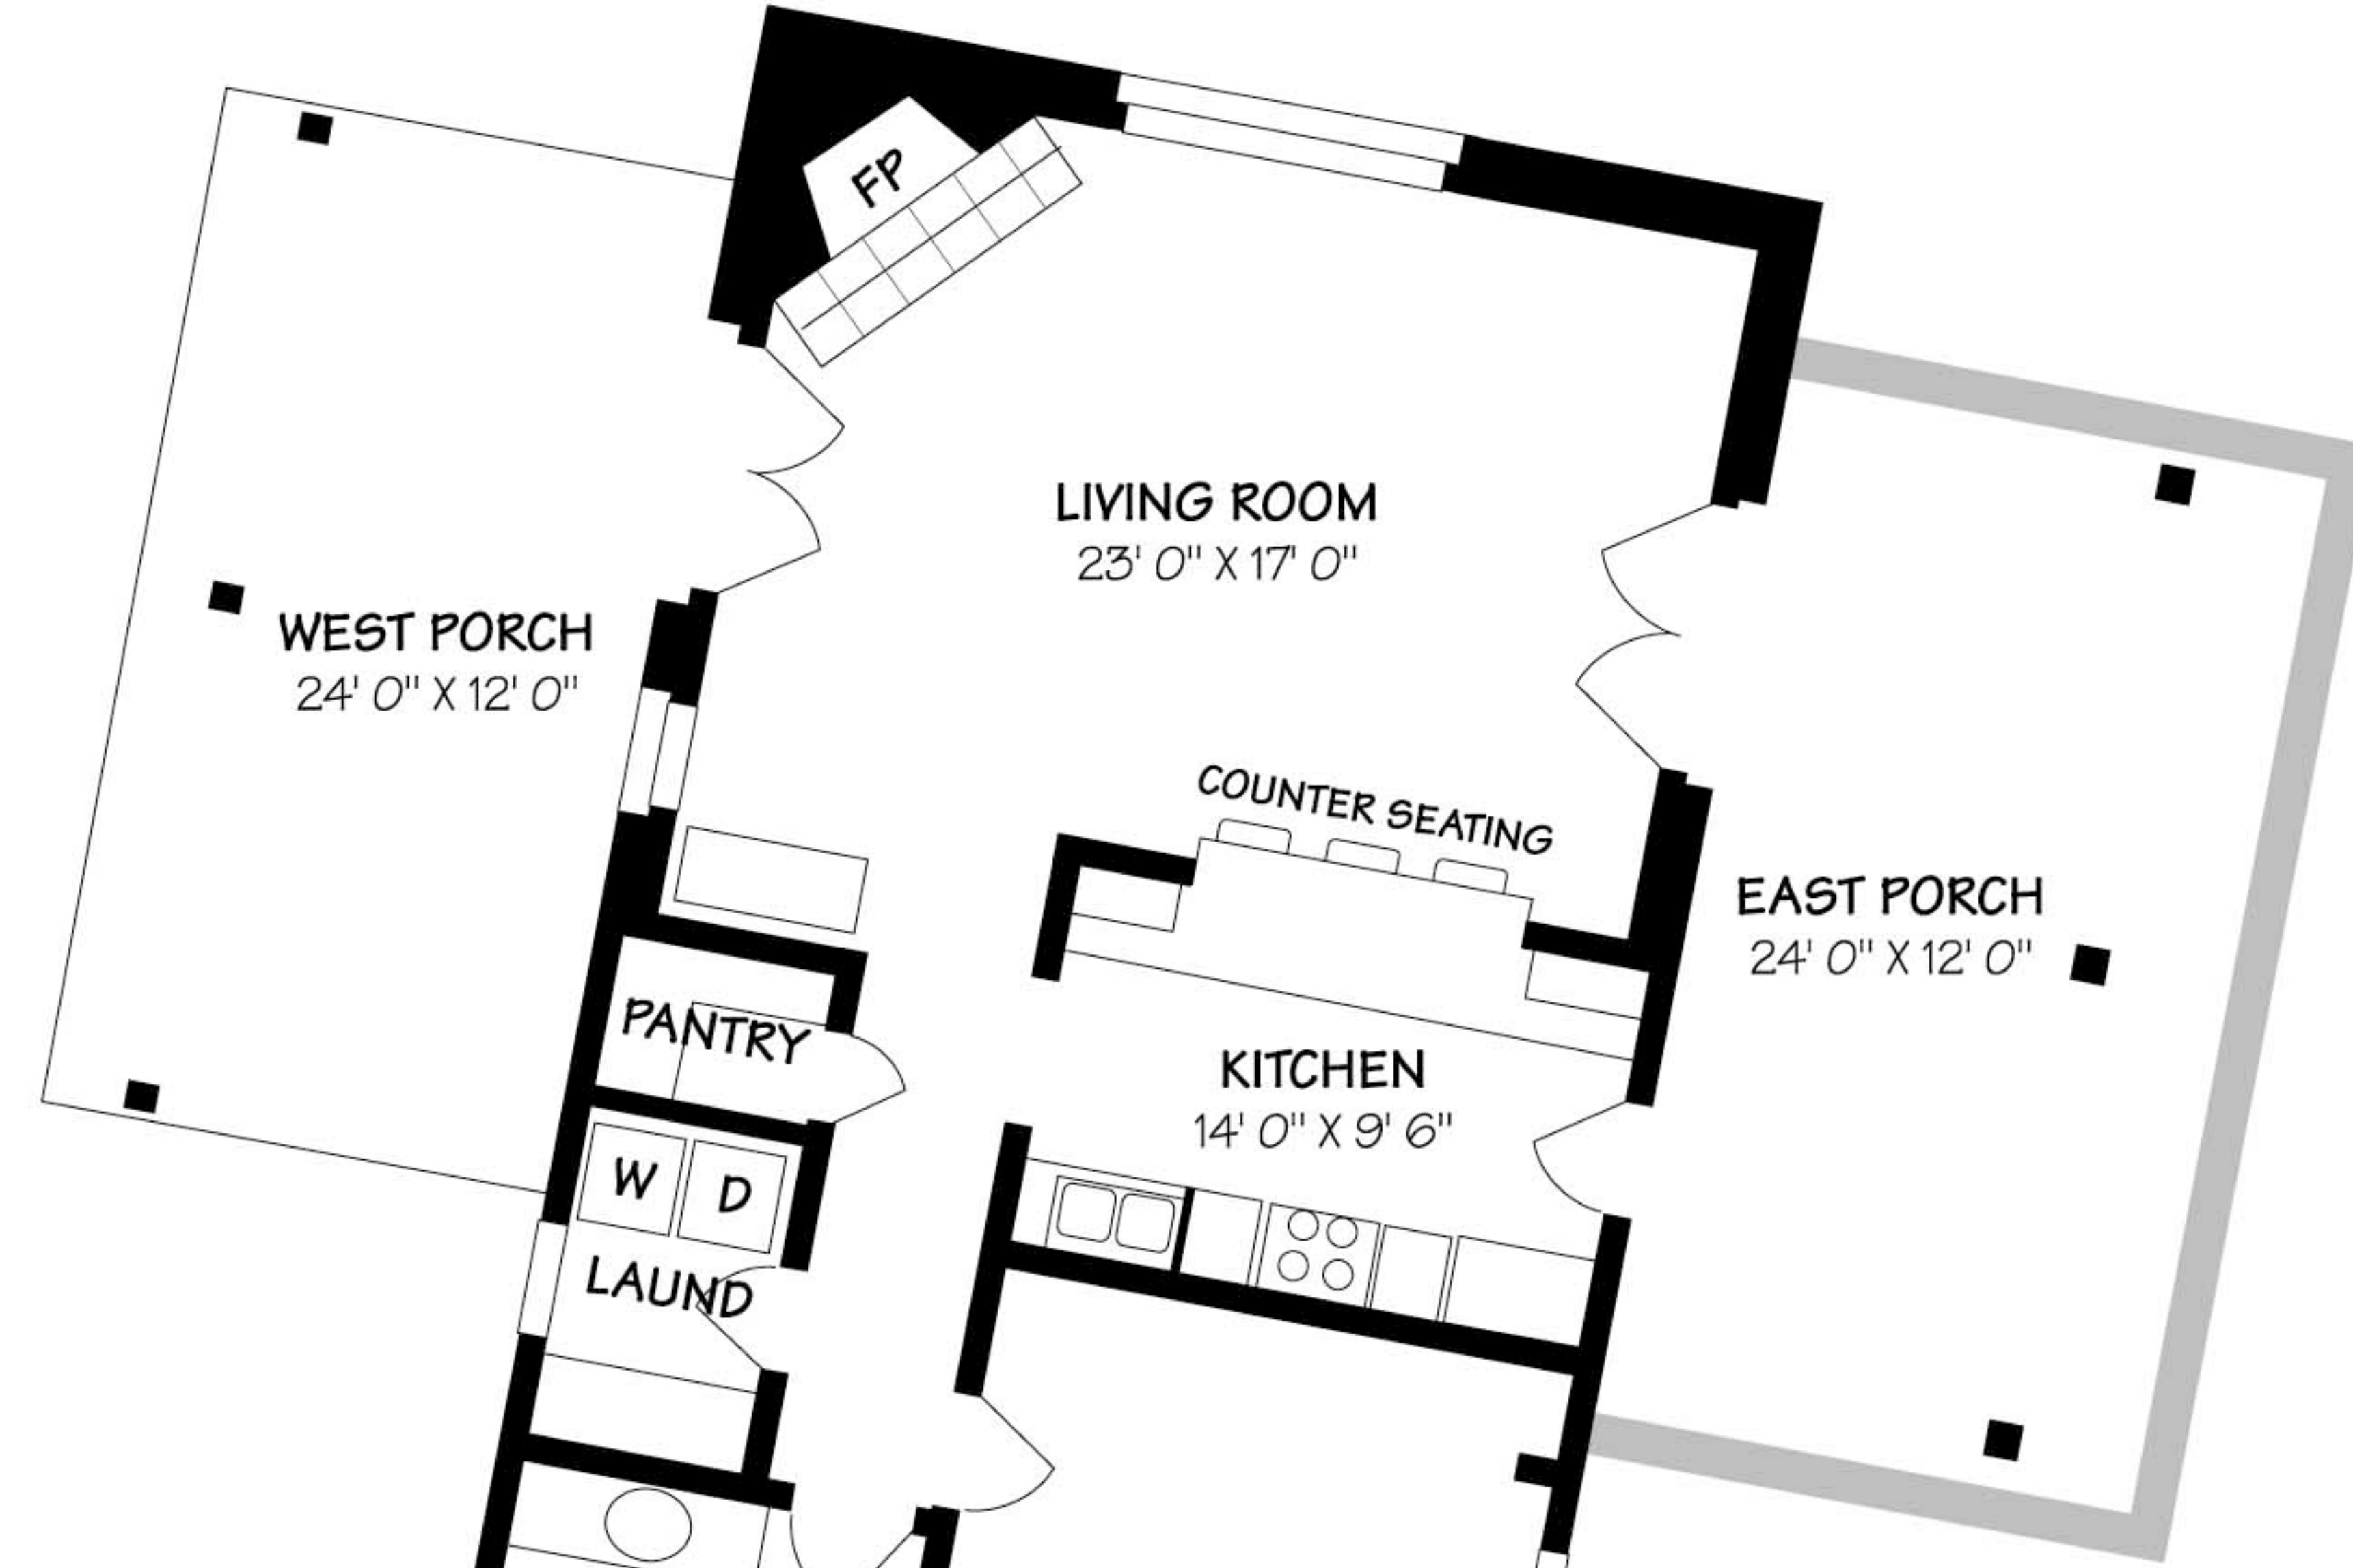 FP
LIVING ROOM
23' 0" X 17' 0"
WEST PORCH
24' 0" X 12' 0"
COUNTER SEATING
EAST PORCH
24' 0" X 12' 0"
PANTRY
KITCHEN
14' 0" X 9' 6"
W D
LAUND